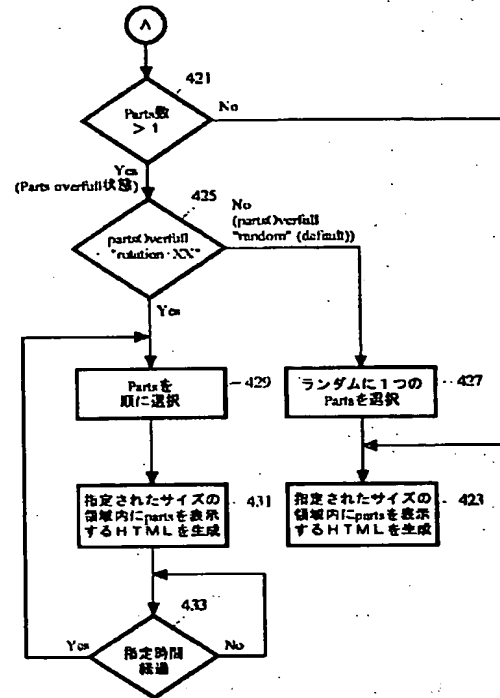 A
421
Parts数
> 1
No
Yes
(Parts overfull状態)
425
partsOverfull
"rotation-XX"
No
(partsOverfull
"random" (default))
Yes
Partsを
順に選択
429
ランダムに1つの
Partsを選択
427
指定されたサイズの
領域内にpartsを表示
するHTMLを生成
431
指定されたサイズの
領域内にpartsを表示
するHTMLを生成
423
433
指定時間
経過
Yes
No